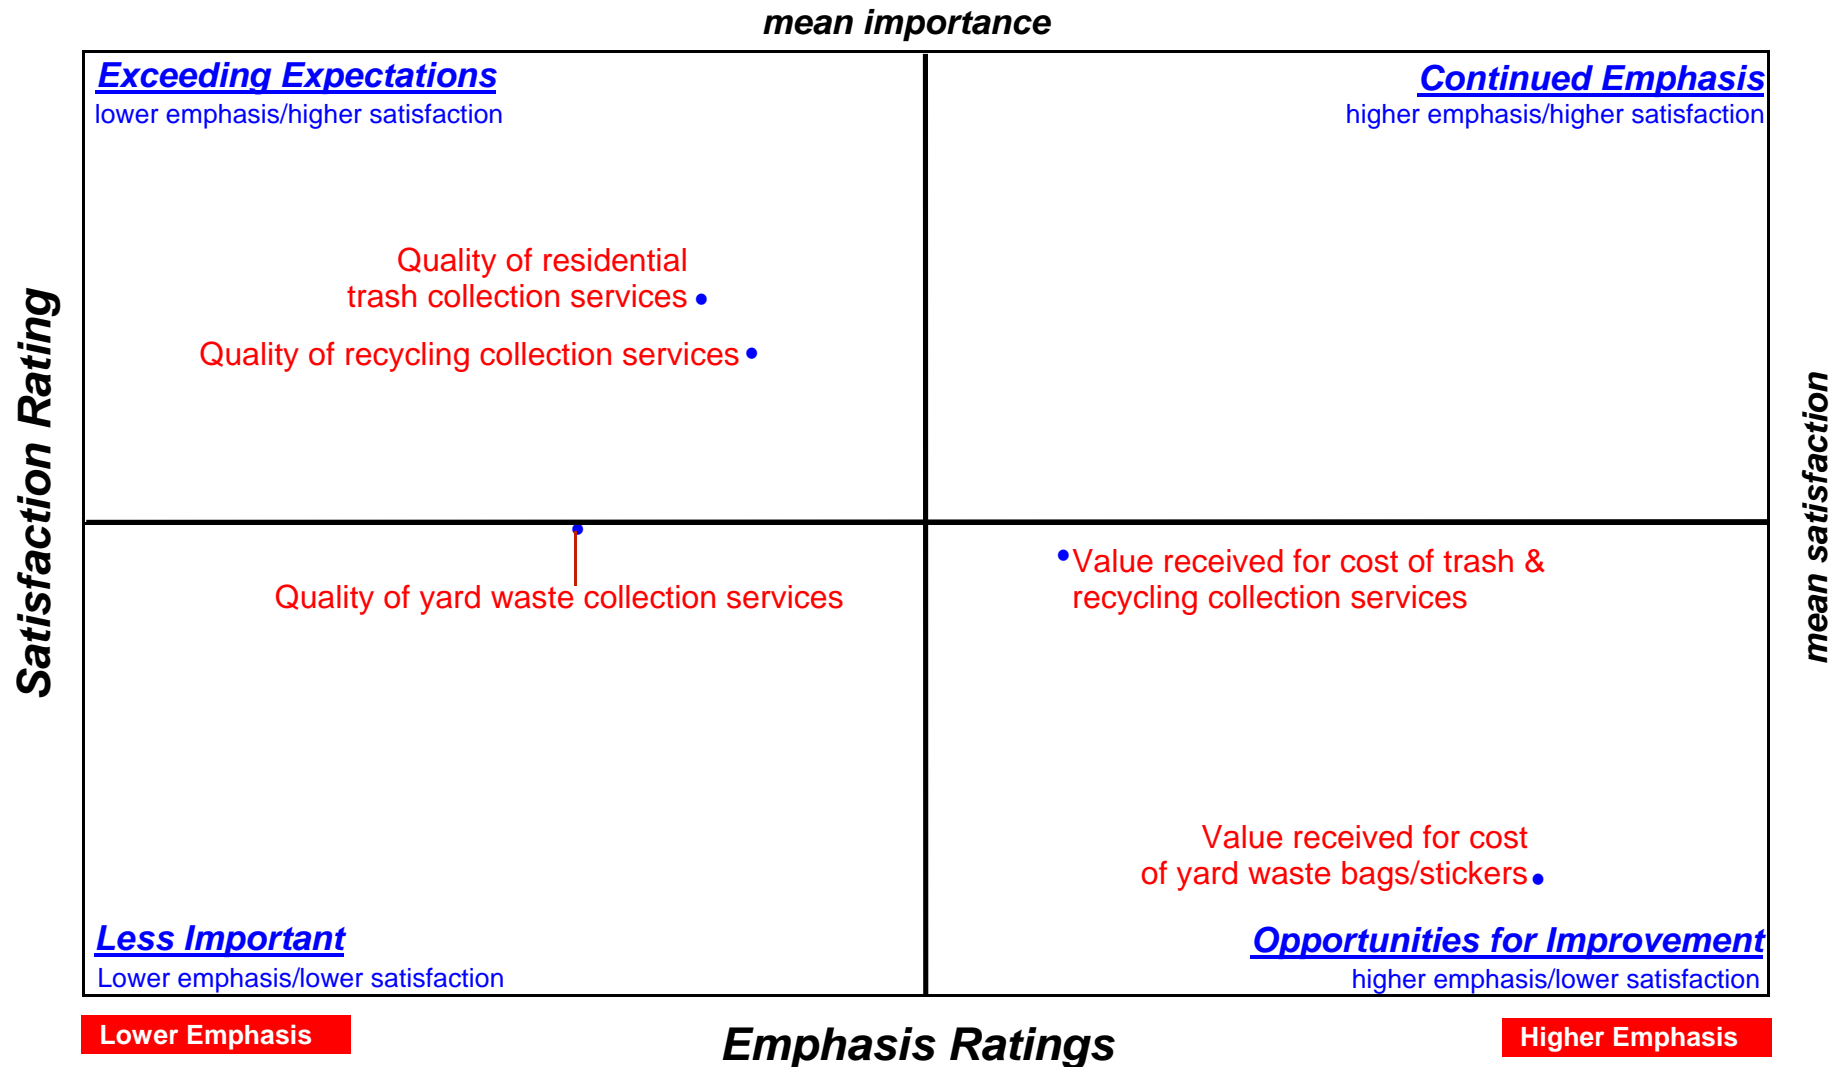 mean importance
Exceeding Expectations
lower emphasis/higher satisfaction
Continued Emphasis
higher emphasis/higher satisfaction
Quality of residential
trash collection services
Quality of recycling collection services
Satisfaction Rating
mean satisfaction
Quality of yard waste collection services
Value received for cost of trash &
recycling collection services
Value received for cost
of yard waste bags/stickers
Less Important
Lower emphasis/lower satisfaction
Opportunities for Improvement
higher emphasis/lower satisfaction
Lower Emphasis
Emphasis Ratings
Higher Emphasis